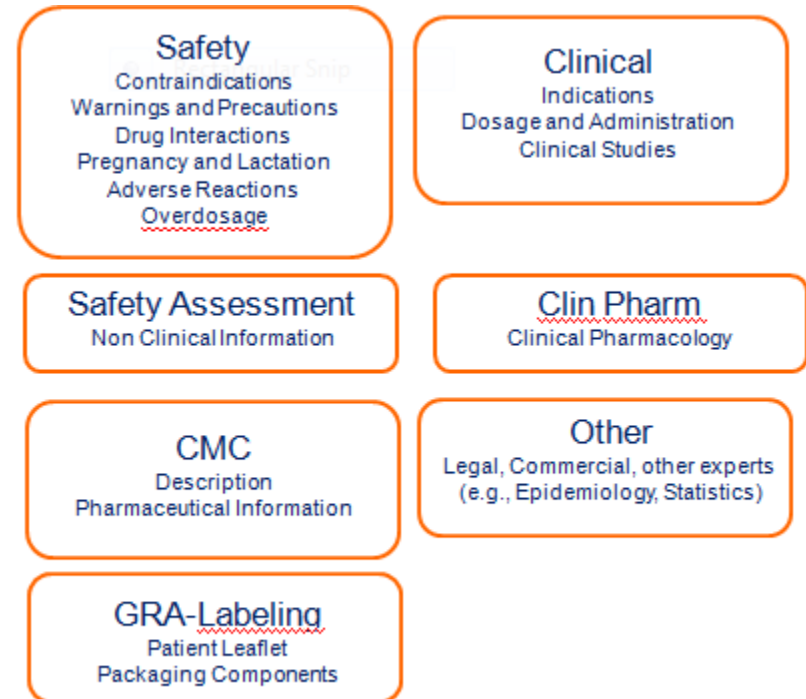 Safety
Contraindications
Warnings and Precautions
Drug Interactions
Pregnancy and Lactation
Adverse Reactions
Overdosage
Clinical
Indications
Dosage and Administration
Clinical Studies
Safety Assessment
Non Clinical Information
Clin Pharm
Clinical Pharmacology
CMC
Description
Pharmaceutical Information
Other
Legal, Commercial, other experts
(e.g., Epidemiology, Statistics)
GRA-Labeling
Patient Leaflet
Packaging Components